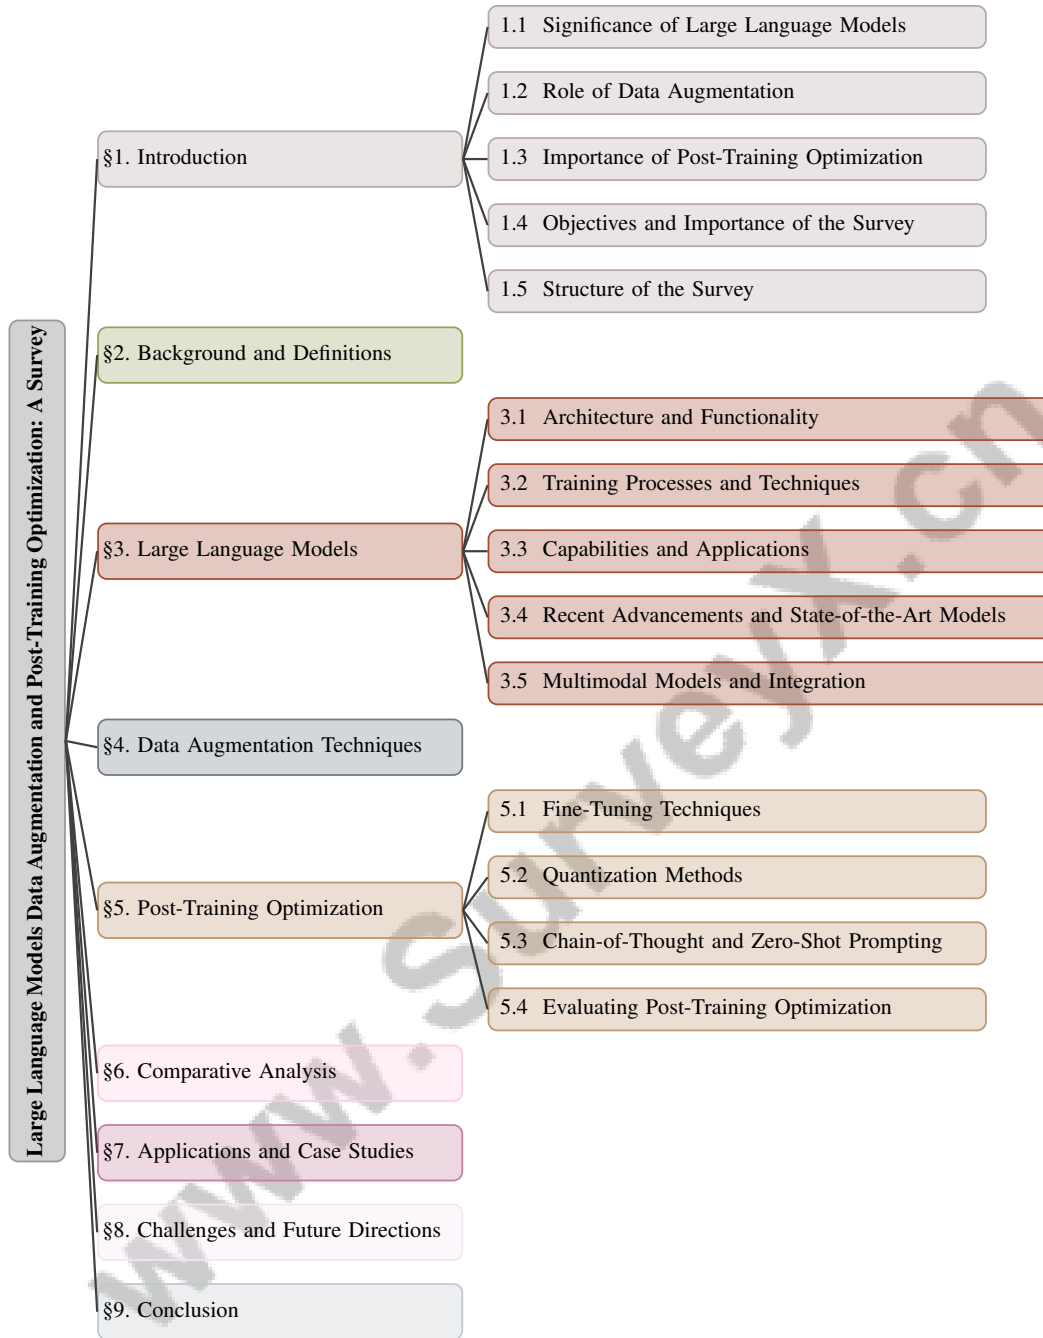 Large Language Models Data Augmentation and Post-Training Optimization: A Survey
§1. Introduction
1.1 Significance of Large Language Models
1.2 Role of Data Augmentation
1.3 Importance of Post-Training Optimization
1.4 Objectives and Importance of the Survey
1.5 Structure of the Survey
§2. Background and Definitions
§3. Large Language Models
3.1 Architecture and Functionality
3.2 Training Processes and Techniques
3.3 Capabilities and Applications
3.4 Recent Advancements and State-of-the-Art Models
3.5 Multimodal Models and Integration
§4. Data Augmentation Techniques
§5. Post-Training Optimization
5.1 Fine-Tuning Techniques
5.2 Quantization Methods
5.3 Chain-of-Thought and Zero-Shot Prompting
5.4 Evaluating Post-Training Optimization
§6. Comparative Analysis
§7. Applications and Case Studies
§8. Challenges and Future Directions
§9. Conclusion
www.SurveyX.cn